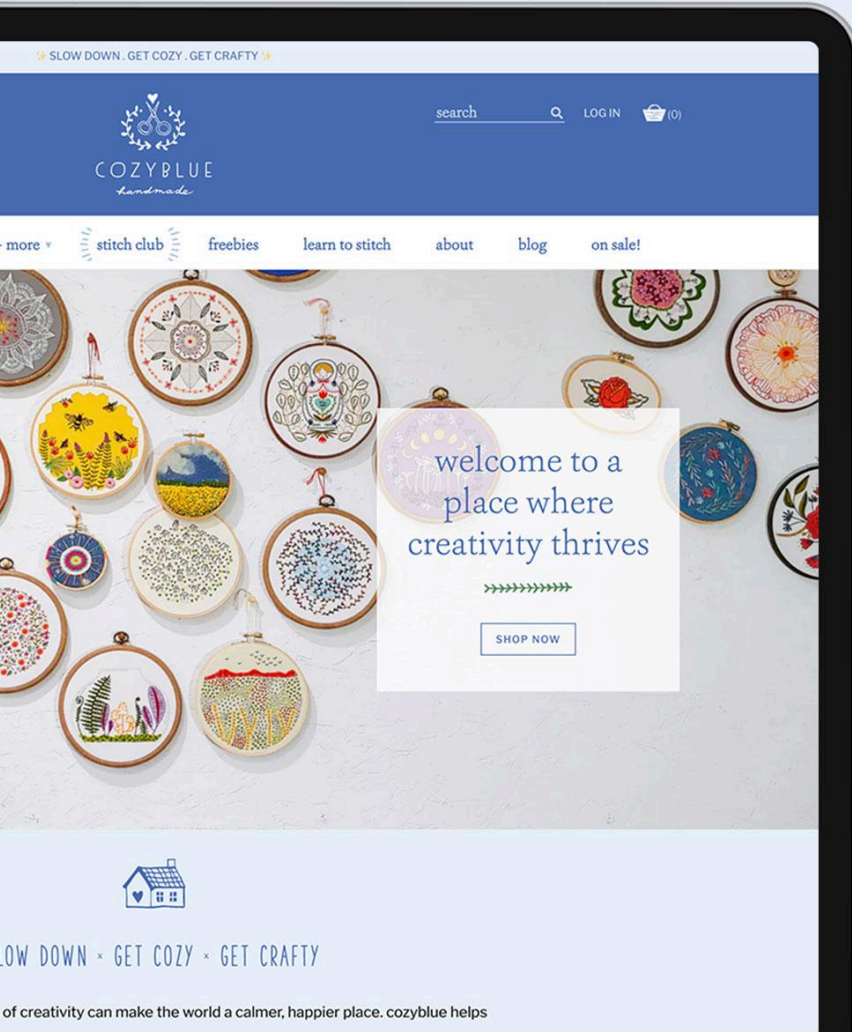 ✨ SLOW DOWN . GET COZY . GET CRAFTY ✨
search LOG IN (0)
COZYBLUE
handmade
more ▼ stitch club freebies learn to stitch about blog on sale!
welcome to a
place where
creativity thrives
SHOP NOW
LOW DOWN × GET COZY × GET CRAFTY
of creativity can make the world a calmer, happier place. cozyblue helps